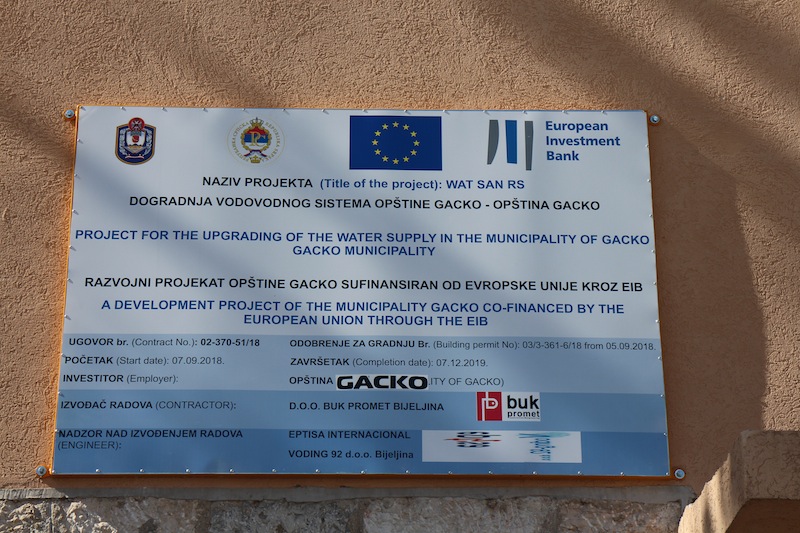 European
Investment
Bank
NAZIV PROJEKTA (Title of the project): WAT SAN RS
DOGRADNJA VODOVODNOG SISTEMA OPŠTINE GACKO - OPŠTINA GACKO
PROJECT FOR THE UPGRADING OF THE WATER SUPPLY IN THE MUNICIPALITY OF GACKO
GACKO MUNICIPALITY
RAZVOJNI PROJEKAT OPŠTINE GACKO SUFINANSIRAN OD EVROPSKE UNIJE KROZ EIB
A DEVELOPMENT PROJECT OF THE MUNICIPALITY GACKO CO-FINANCED BY THE
EUROPEAN UNION THROUGH THE EIB
UGOVOR br. (Contract No.): 02-370-51/18 ODOBRENJE ZA GRADNJU Br. (Building permit No): 03/3-361-6/18 from 05.09.2018.
POČETAK (Start date): 07.09.2018. ZAVRŠETAK (Completion date): 07.12.2019.
INVESTITOR (Employer): OPŠTINA GACKO LITY OF GACKO)
IZVOĐAČ RADOVA (CONTRACTOR): D.O.O. BUK PROMET BIJELJINA
buk
promet
NADZOR NAD IZVOĐENJEM RADOVA EPTISA INTERNACIONAL
(ENGINEER): VODING 92 d.o.o. Bijeljina